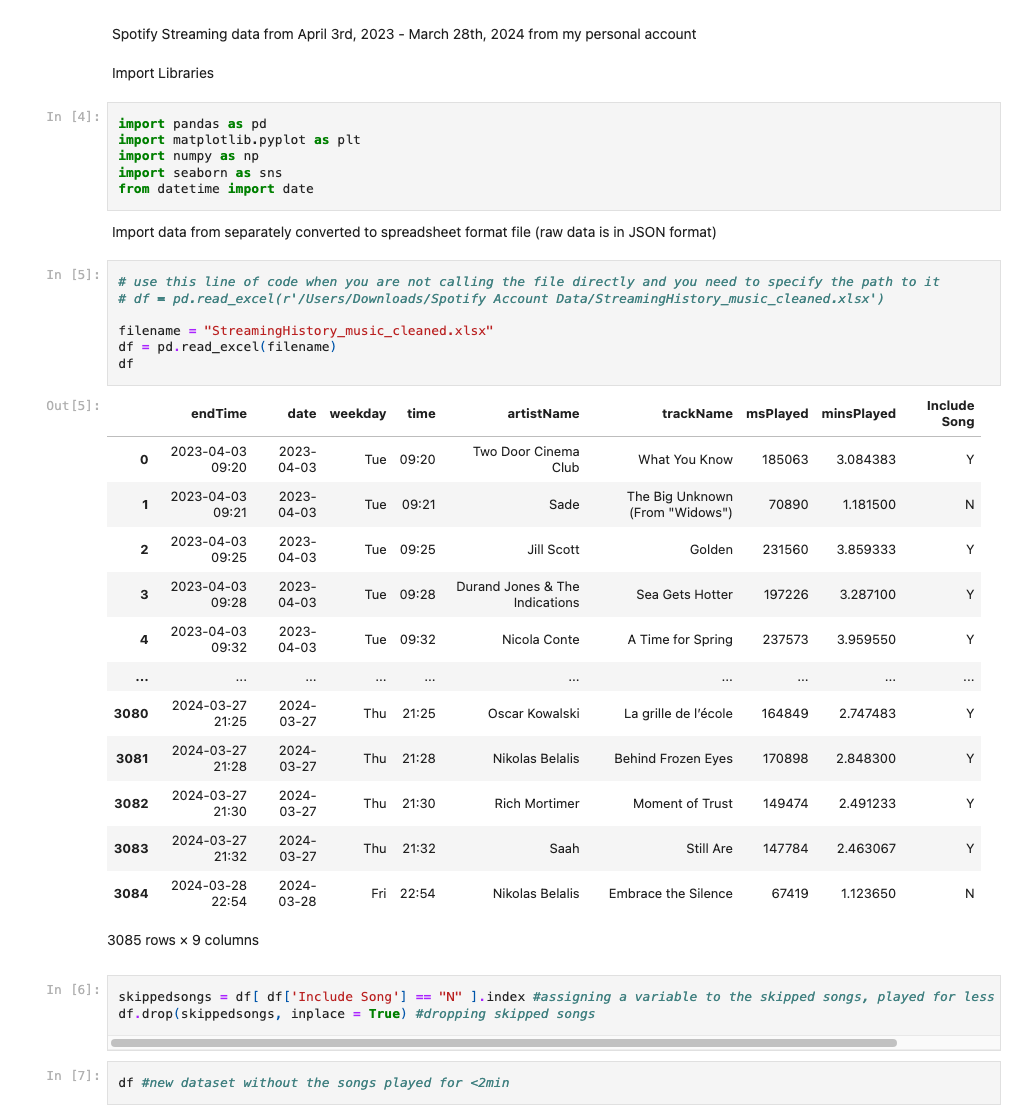 Spotify Streaming data from April 3rd, 2023 - March 28th, 2024 from my personal account
Import Libraries
In [4]:
import pandas as pd
import matplotlib.pyplot as plt
import numpy as np
import seaborn as sns
from datetime import date
Import data from separately converted to spreadsheet format file (raw data is in JSON format)
In [5]:
# use this line of code when you are not calling the file directly and you need to specify the path to it
# df = pd.read_excel(r'/Users/Downloads/Spotify Account Data/StreamingHistory_music_cleaned.xlsx')
filename = "StreamingHistory_music_cleaned.xlsx"
df = pd.read_excel(filename)
df
Out[5]:
endTime date weekday time artistName trackName msPlayed minsPlayed Include
Song
0 2023-04-03 2023- Tue 09:20 Two Door Cinema What You Know 185063 3.084383 Y
09:20 04-03 Club
1 2023-04-03 2023- Tue 09:21 Sade The Big Unknown 70890 1.181500 N
09:21 04-03 (From "Widows")
2 2023-04-03 2023- Tue 09:25 Jill Scott Golden 231560 3.859333 Y
09:25 04-03
3 2023-04-03 2023- Tue 09:28 Durand Jones & The Sea Gets Hotter 197226 3.287100 Y
09:28 04-03 Indications
4 2023-04-03 2023- Tue 09:32 Nicola Conte A Time for Spring 237573 3.959550 Y
09:32 04-03
... ... ... ... ... ... ... ... ... ...
3080 2024-03-27 2024- Thu 21:25 Oscar Kowalski La grille de l’école 164849 2.747483 Y
21:25 03-27
3081 2024-03-27 2024- Thu 21:28 Nikolas Belalis Behind Frozen Eyes 170898 2.848300 Y
21:28 03-27
3082 2024-03-27 2024- Thu 21:30 Rich Mortimer Moment of Trust 149474 2.491233 Y
21:30 03-27
3083 2024-03-27 2024- Thu 21:32 Saah Still Are 147784 2.463067 Y
21:32 03-27
3084 2024-03-28 2024- Fri 22:54 Nikolas Belalis Embrace the Silence 67419 1.123650 N
22:54 03-28
3085 rows × 9 columns
In [6]:
skippedsongs = df[ df['Include Song'] == "N" ].index #assigning a variable to the skipped songs, played for less
df.drop(skippedsongs, inplace = True) #dropping skipped songs
In [7]:
df #new dataset without the songs played for <2min